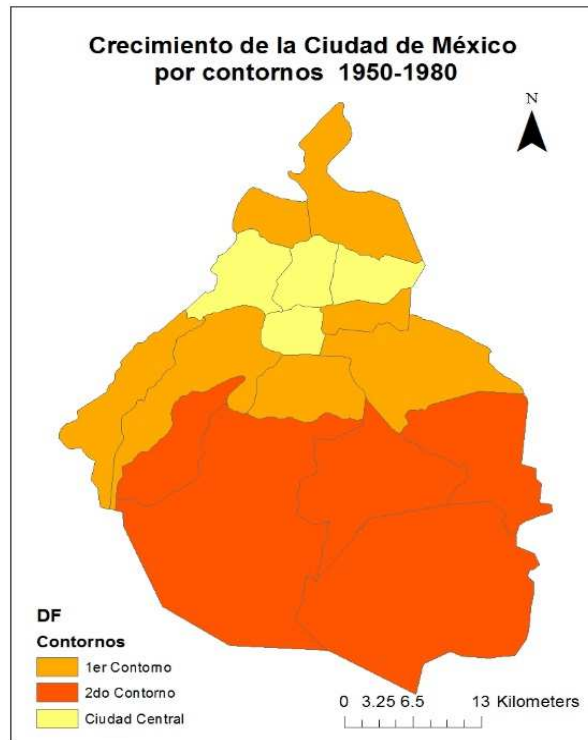 Crecimiento de la Ciudad de México
por contornos 1950-1980
N
DF
Contornos
1er Contorno
2do Contorno
Ciudad Central
0 3.25 6.5 13 Kilometers